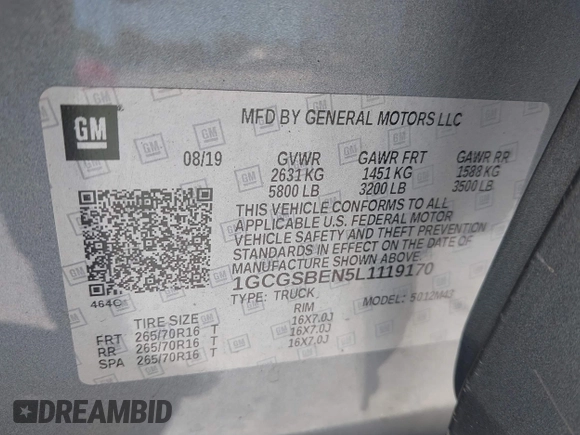 GM
MFD BY GENERAL MOTORS LLC
08/19 GVWR GAWR FRT GAWR RR
2631 KG 1451 KG 1588 KG
5800 LB 3200 LB 3500 LB
THIS VEHICLE CONFORMS TO ALL
APPLICABLE U.S. FEDERAL MOTOR
VEHICLE SAFETY AND THEFT PREVENTION
STANDARDS IN EFFECT ON THE DATE OF
MANUFACTURE SHOWN ABOVE.
1GCGSBEN5L1119170
TYPE: TRUCK MODEL: S012M43
464C
TIRE SIZE RIM
FRT 265/70R16 T 16X7.0J
RR 265/70R16 T 16X7.0J
SPA 265/70R16 T 16X7.0J
DREAMBID